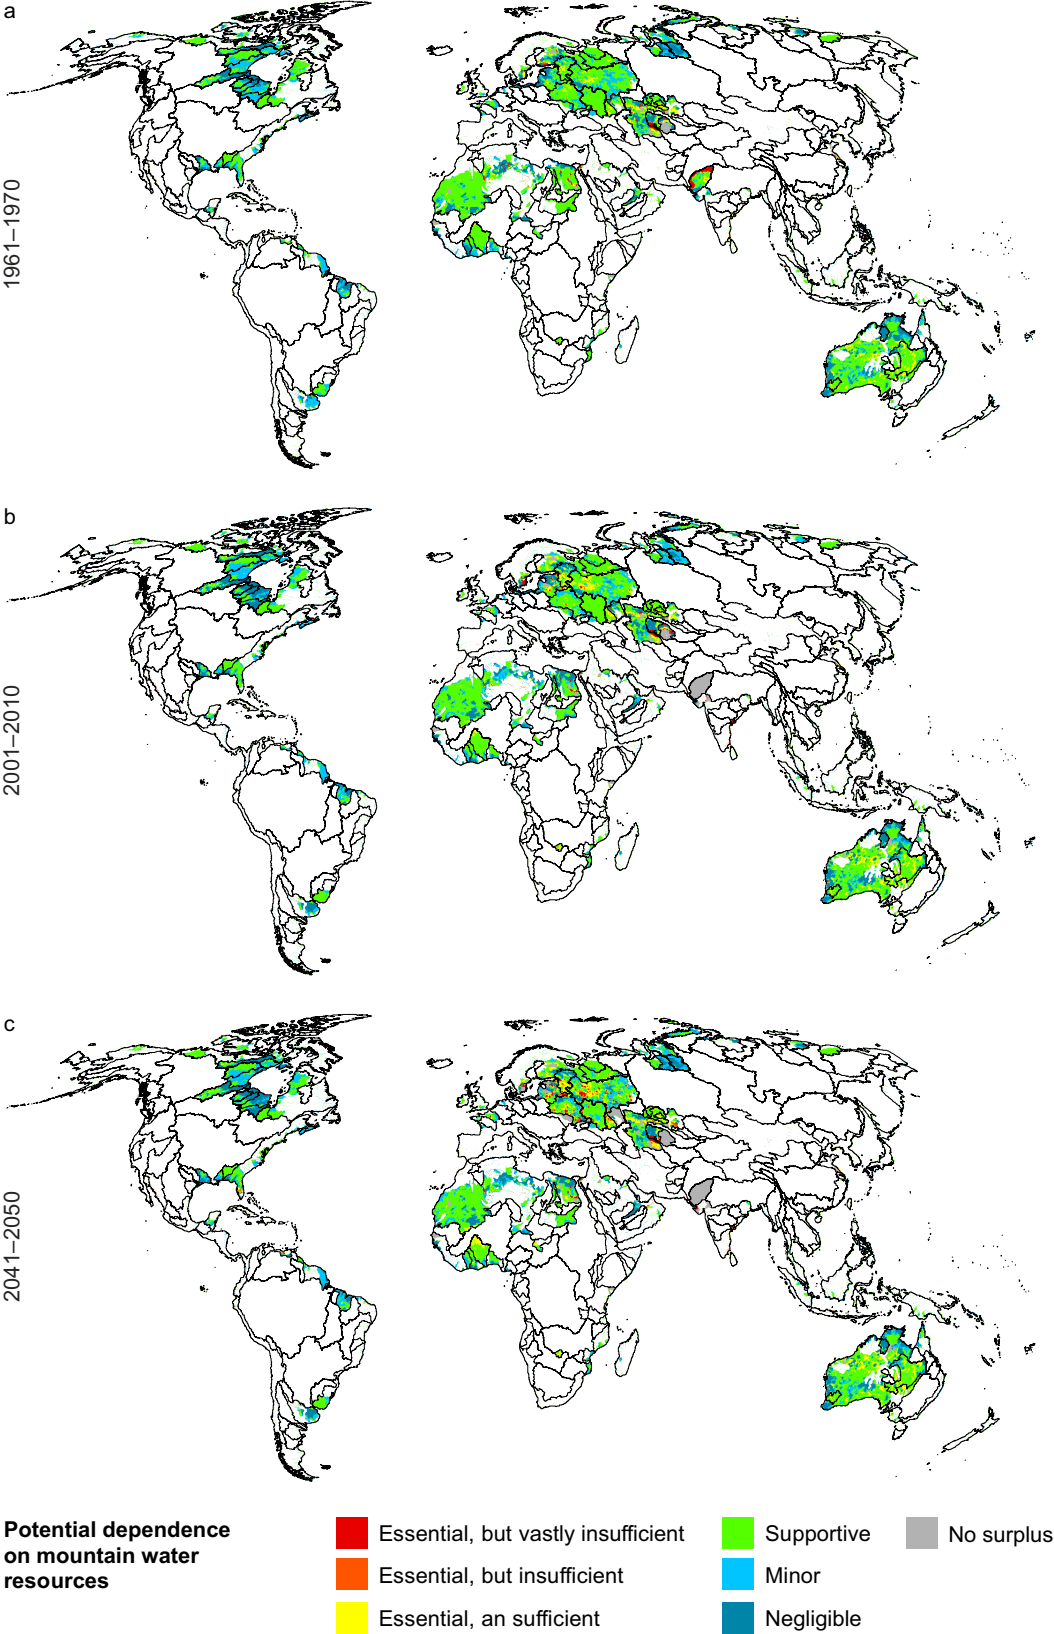 a
1961–1970
b
2001–2010
c
2041–2050
Potential dependence
on mountain water
resources
Essential, but vastly insufficient
Essential, but insufficient
Essential, an sufficient
Supportive
Minor
Negligible
No surplus